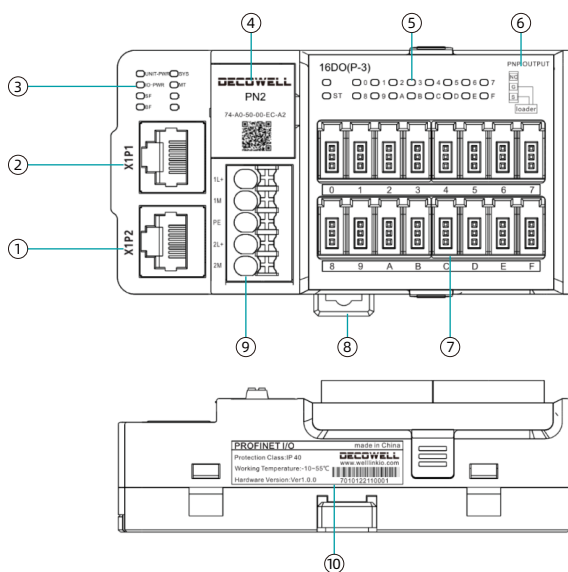 ④
⑤
⑥
PNP OUTPUT
16DO(P-3)
UNIT-PWR SYS
③
IO-PWR MT
SF
BF
DECOWELL
PN2
74-A0-50-00-EC-A2
0 1 2 3 4 5 6 7
ST 8 9 A B C D E F
NC
G
S
loader
②
X1P1
1L+
1M
PE
2L+
2M
0 1 2 3 4 5 6 7
①
X1P2
8 9 A B C D E F
⑨
⑧
⑦
PROFINET I/O made in China
Protection Class:IP 40 DECOWELL
www.welllinkio.com
Working Temperature:-10~55℃
Hardware Version:Ver1.0.0 7010122110001
⑩